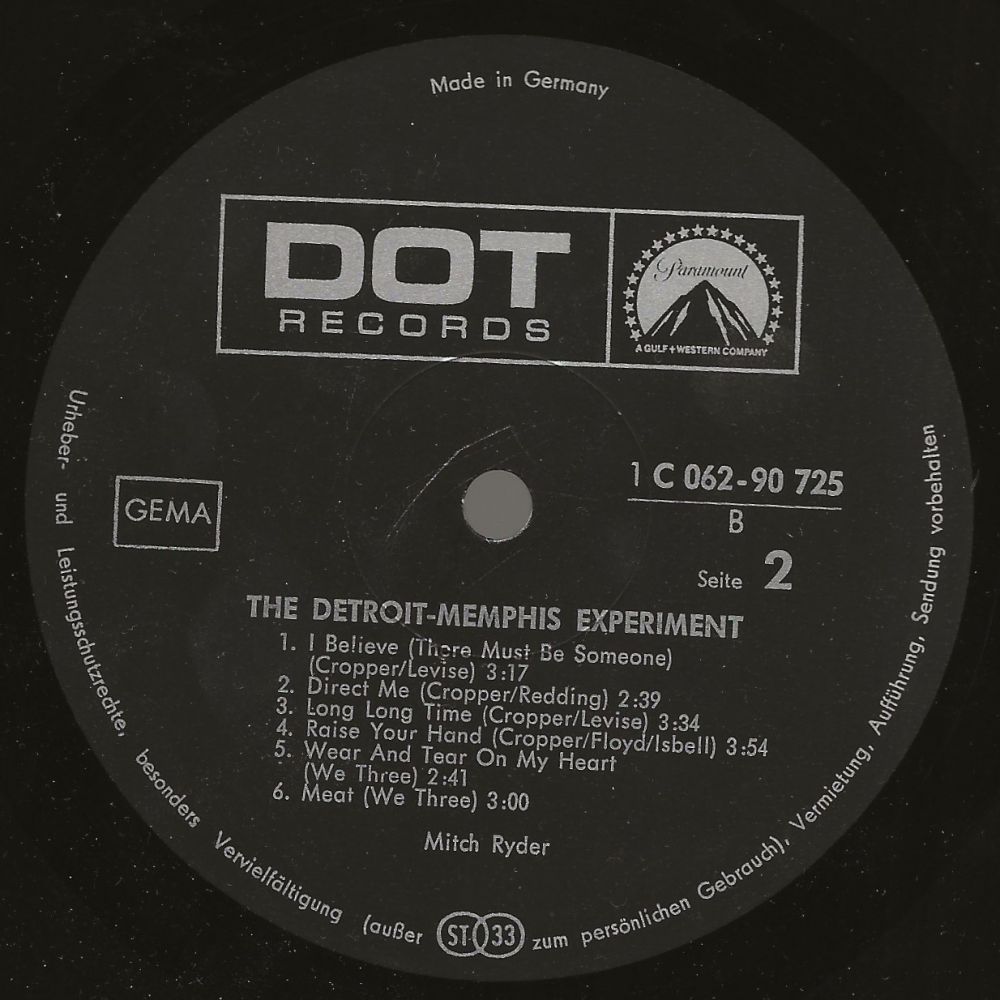 Made in Germany
DOT
RECORDS
Paramount
A GULF+WESTERN COMPANY
GEMA
1 C 062-90 725
B
Seite 2
THE DETROIT-MEMPHIS EXPERIMENT
1. I Believe (There Must Be Someone)
(Cropper/Levise) 3:17
2. Direct Me (Cropper/Redding) 2:39
3. Long Long Time (Cropper/Levise) 3:34
4. Raise Your Hand (Cropper/Floyd/Isbell) 3:54
5. Wear And Tear On My Heart
(We Three) 2:41
6. Meat (We Three) 3:00
Mitch Ryder
Urheber- und Leistungsschutzrechte, besonders Vervielfältigung (außer zum persönlichen Gebrauch), Vermietung, Aufführung, Sendung vorbehalten
ST 33